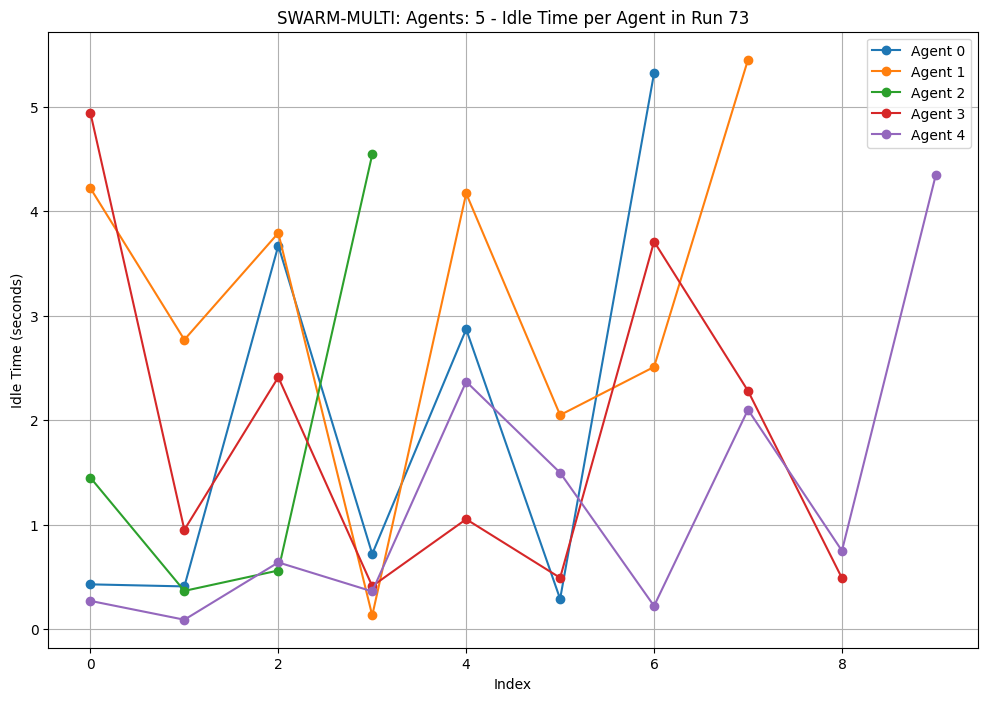 SWARM-MULTI: Agents: 5 - Idle Time per Agent in Run 73
Agent 0
Agent 1
Agent 2
Agent 3
Agent 4
Idle Time (seconds)
5
4
3
2
1
0
0 2 4 6 8
Index